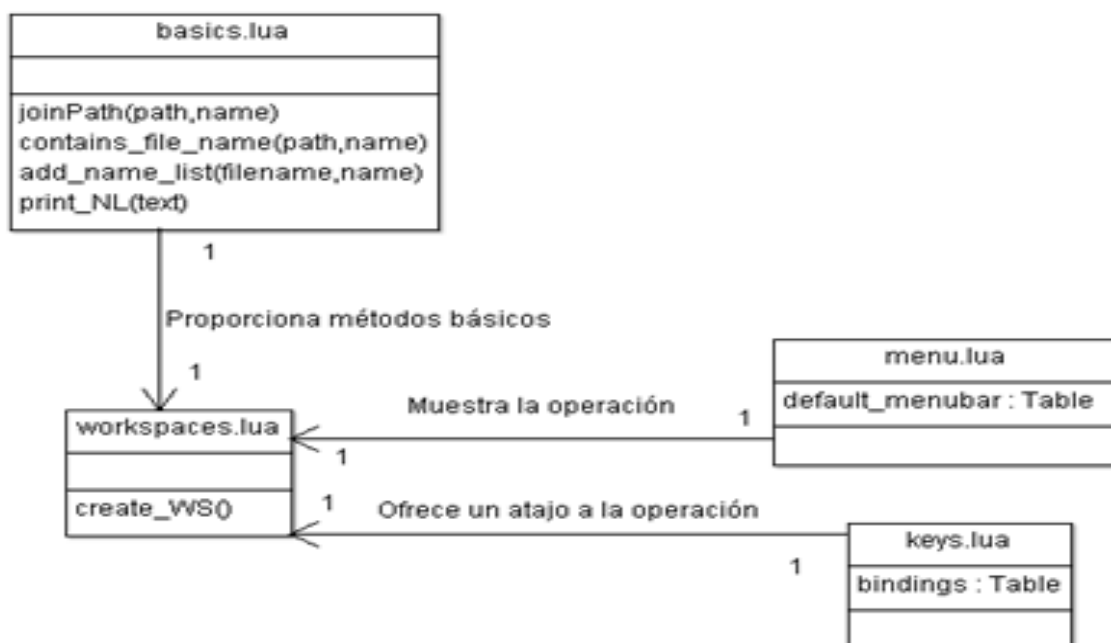 basics.lua
joinPath(path,name)
contains_file_name(path,name)
add_name_list(filename,name)
print_NL(text)
1
Proporciona métodos básicos
1
workspaces.lua
create_WS()
menu.lua
default_menubar : Table
Muestra la operación
1
1
1
Ofrece un atajo a la operación
1
keys.lua
bindings : Table